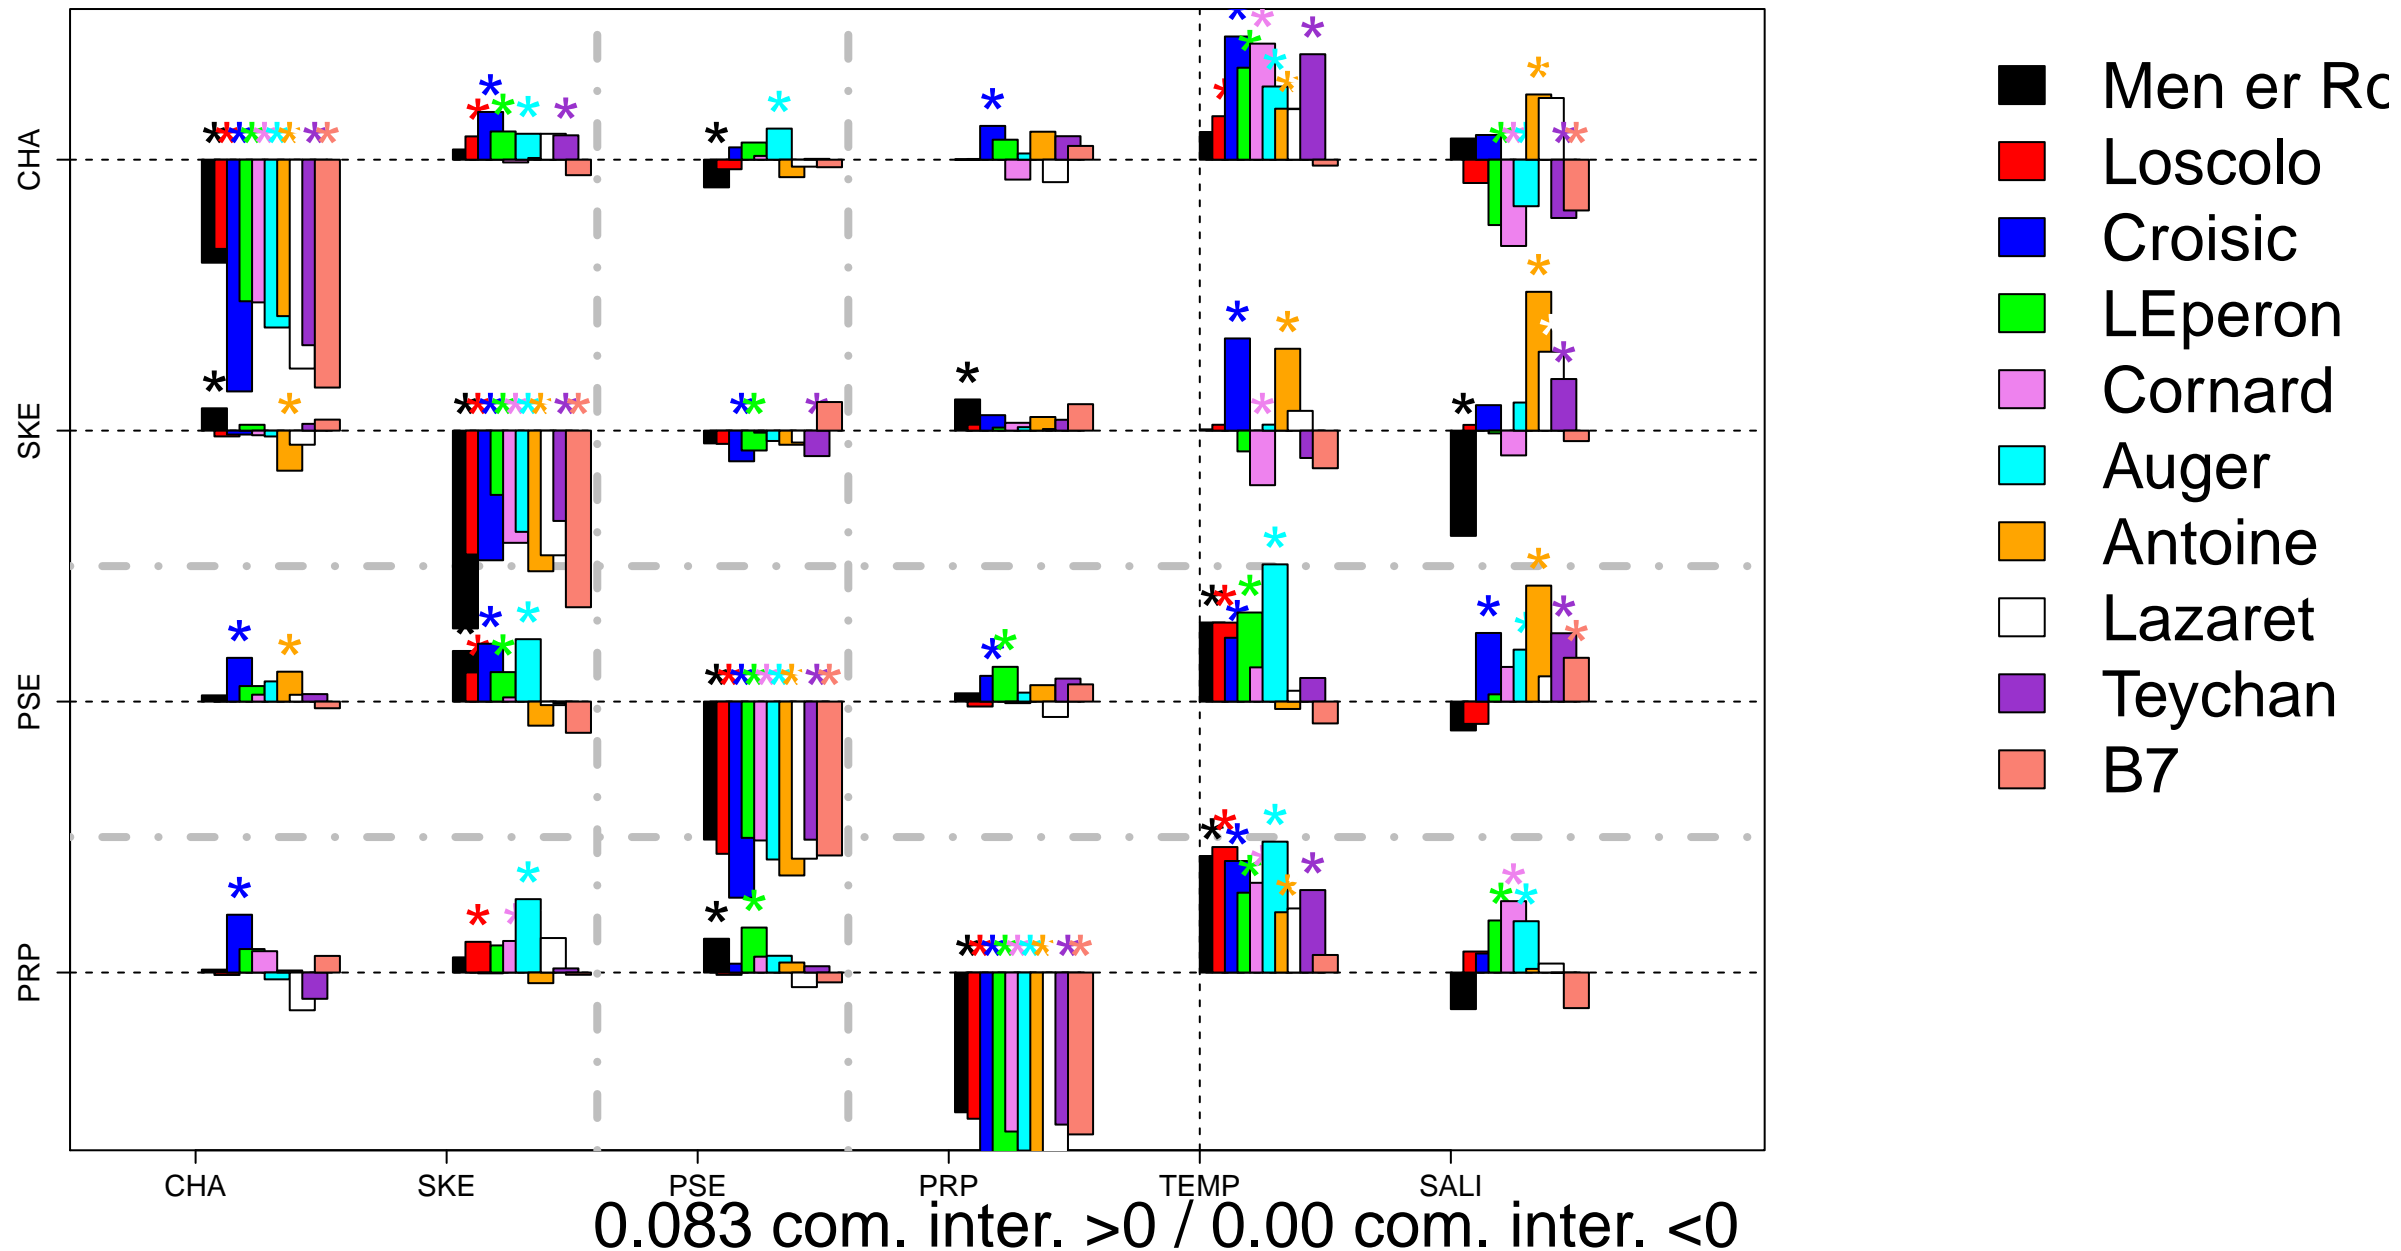 CHA
SKE
PSE
PRP
CHA
SKE
PSE
PRP
TEMP
SALI
0.083 com. inter. >0 / 0.00 com. inter. <0
Men er Ro
Loscolo
Croisic
LEperon
Cornard
Auger
Antoine
Lazaret
Teychan
B7